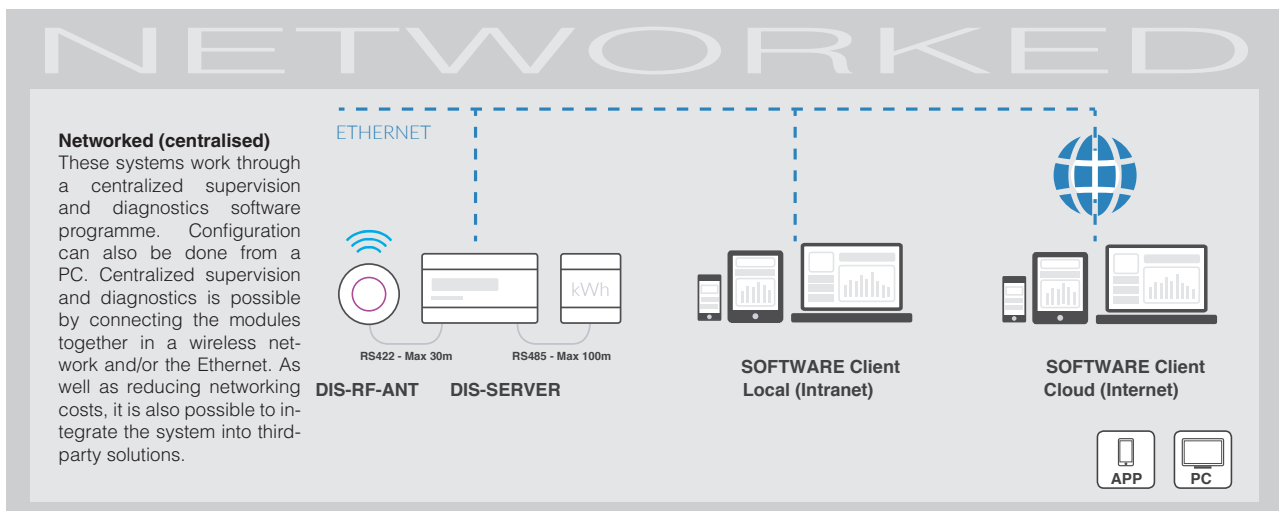 NETWORKED
Networked (centralised)
These systems work through
a centralized supervision
and diagnostics software
programme. Configuration
can also be done from a
PC. Centralized supervision
and diagnostics is possible
by connecting the modules
together in a wireless net-
work and/or the Ethernet. As
well as reducing networking
costs, it is also possible to in-
tegrate the system into third-
party solutions.
ETHERNET
kWh
RS422 - Max 30m
RS485 - Max 100m
DIS-RF-ANT
DIS-SERVER
SOFTWARE Client
Local (Intranet)
SOFTWARE Client
Cloud (Internet)
APP
PC